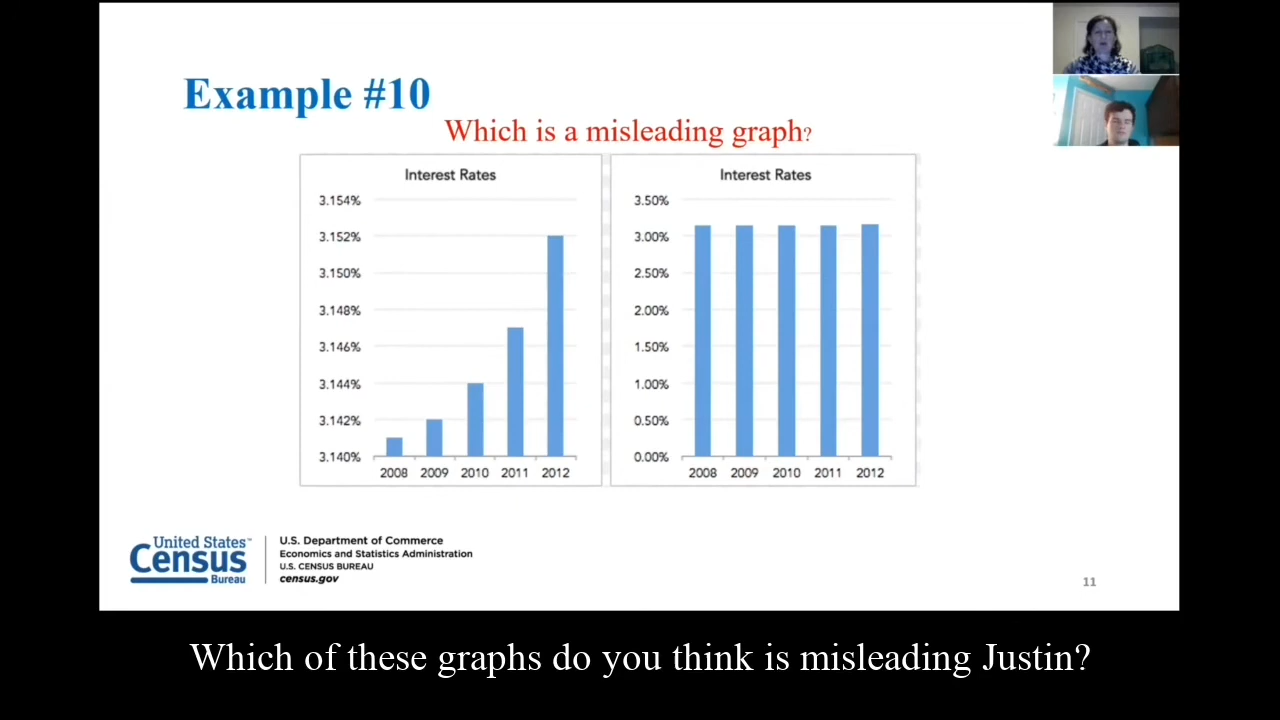 Example #10
Which is a misleading graph?
Interest Rates
3.154%
3.152%
3.150%
3.148%
3.146%
3.144%
3.142%
3.140%
2008 2009 2010 2011 2012
Interest Rates
3.50%
3.00%
2.50%
2.00%
1.50%
1.00%
0.50%
0.00%
2008 2009 2010 2011 2012
United States™
Census
Bureau
U.S. Department of Commerce
Economics and Statistics Administration
U.S. CENSUS BUREAU
census.gov
11
Which of these graphs do you think is misleading Justin?